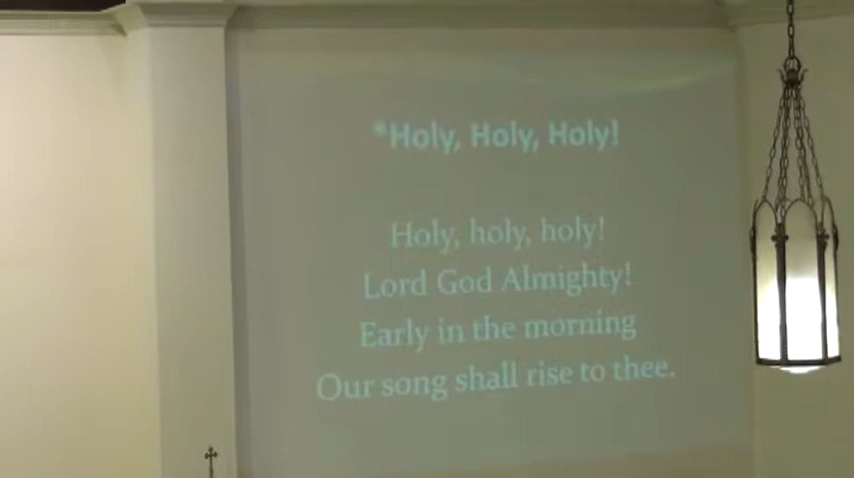 *Holy, Holy, Holy!
Holy, holy, holy!
Lord God Almighty!
Early in the morning
Our song shall rise to thee.